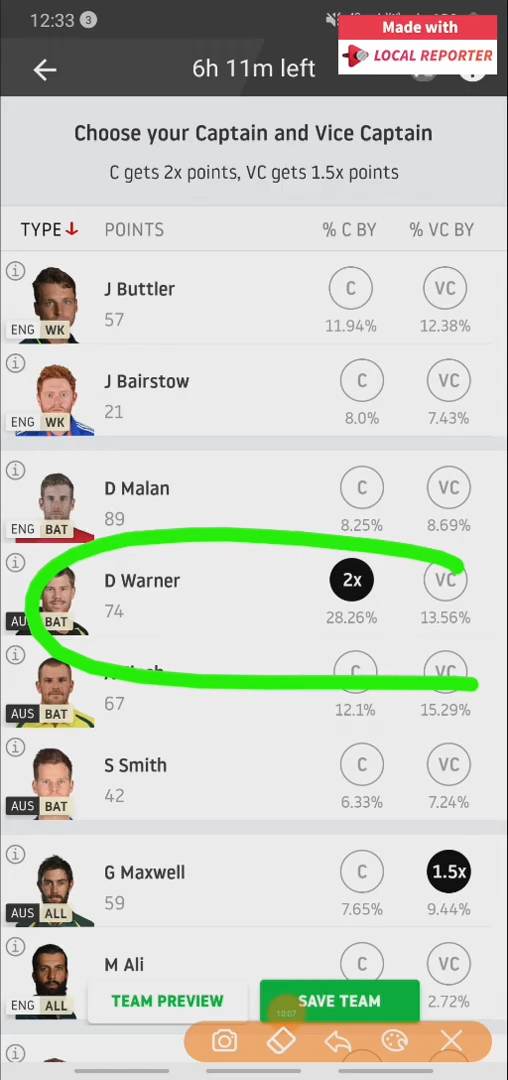 12:33 3
Made with
LOCAL REPORTER
6h 11m left
Choose your Captain and Vice Captain
C gets 2x points, VC gets 1.5x points
TYPE POINTS % C BY % VC BY
J Buttler C VC
57 11.94% 12.38%
ENG WK
J Bairstow C VC
21 8.0% 7.43%
ENG WK
D Malan C VC
89 8.25% 8.69%
ENG BAT
D Warner 2x VC
74 28.26% 13.56%
AU BAT
C VC
67 12.1% 15.29%
AUS BAT
S Smith C VC
42 6.33% 7.24%
AUS BAT
G Maxwell C 1.5x
59 7.65% 9.44%
AUS ALL
M Ali C VC
2.72%
ENG ALL
TEAM PREVIEW SAVE TEAM
10:07